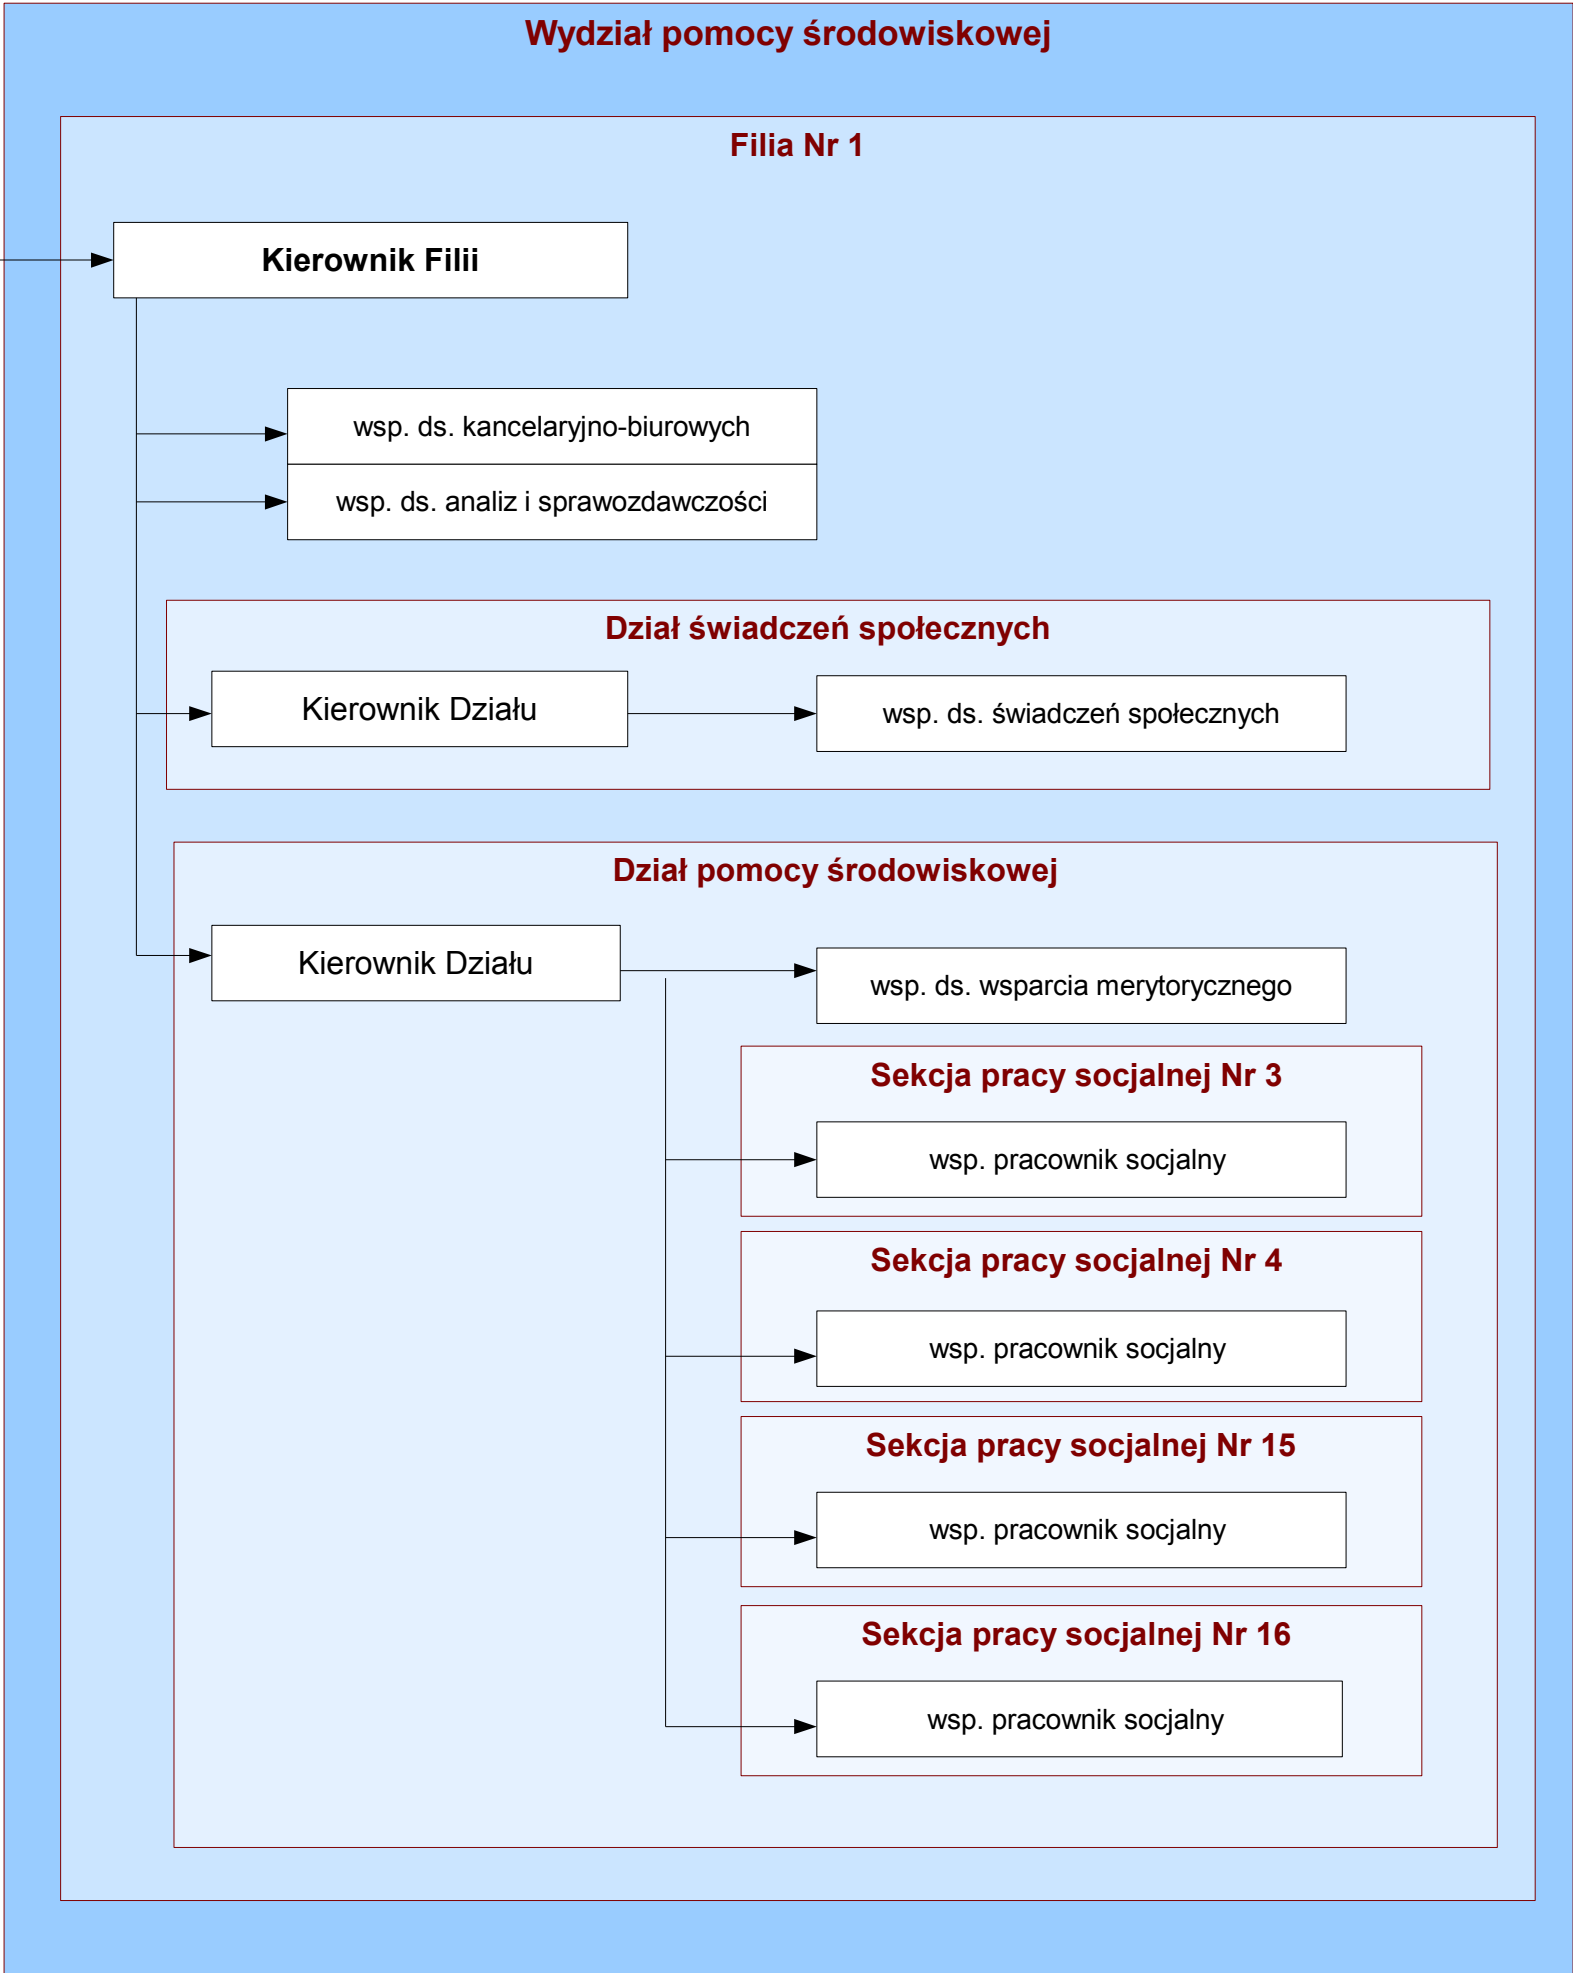 Wydział pomocy środowiskowej
Filia Nr 1
Kierownik Filii
wsp. ds. kancelaryjno-biurowych
wsp. ds. analiz i sprawozdawczości
Dział świadczeń społecznych
Kierownik Działu
wsp. ds. świadczeń społecznych
Dział pomocy środowiskowej
Kierownik Działu
wsp. ds. wsparcia merytorycznego
Sekcja pracy socjalnej Nr 3
wsp. pracownik socjalny
Sekcja pracy socjalnej Nr 4
wsp. pracownik socjalny
Sekcja pracy socjalnej Nr 15
wsp. pracownik socjalny
Sekcja pracy socjalnej Nr 16
wsp. pracownik socjalny